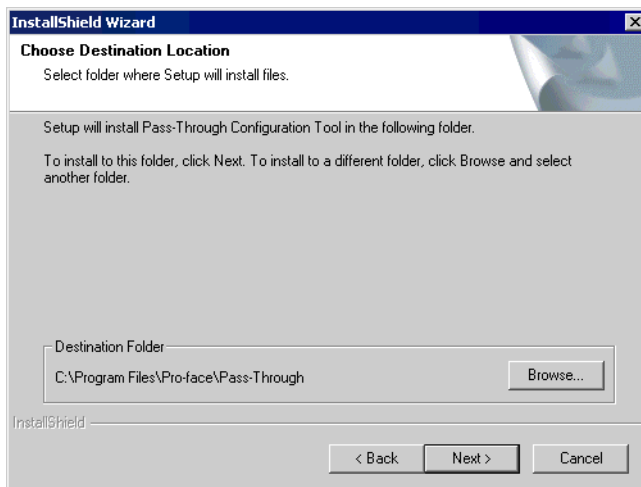 InstallShield Wizard
Choose Destination Location
Select folder where Setup will install files.
Setup will install Pass-Through Configuration Tool in the following folder.
To install to this folder, click Next. To install to a different folder, click Browse and select
another folder.
Destination Folder
C:\Program Files\Pro-face\Pass-Through
Browse...
InstallShield
< Back
Next >
Cancel